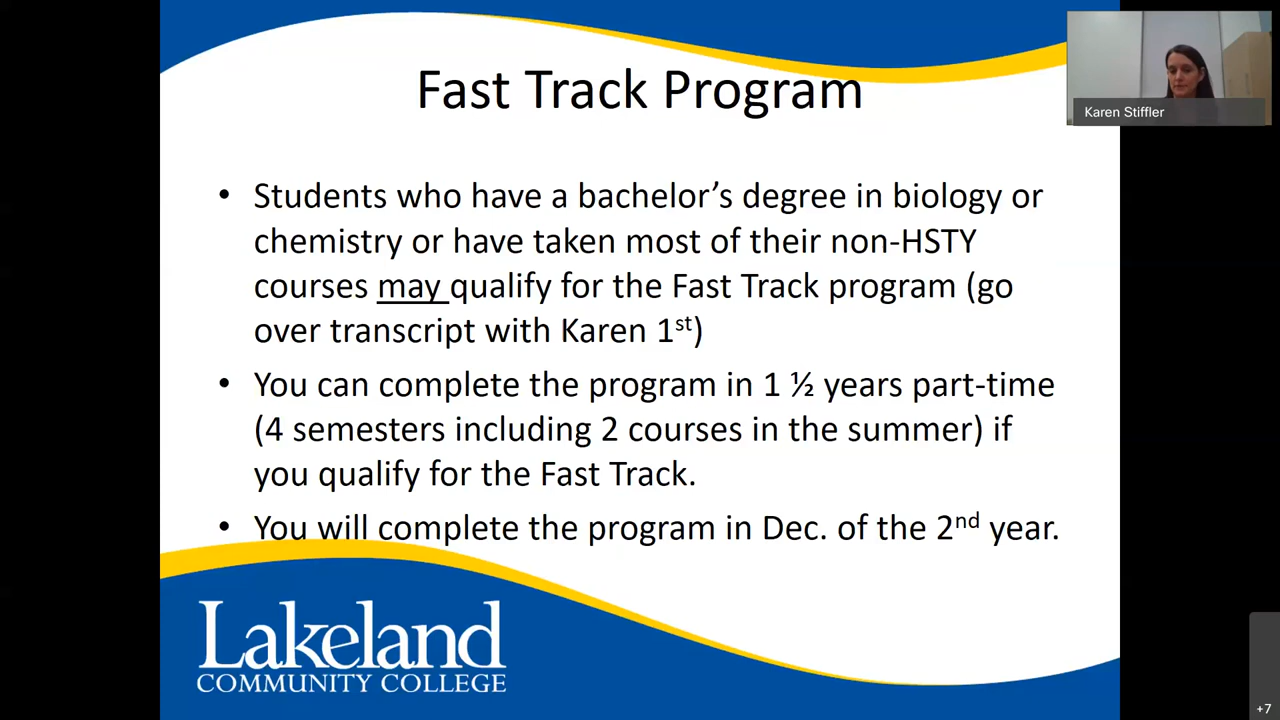 Fast Track Program
Karen Stiffler
• Students who have a bachelor’s degree in biology or
chemistry or have taken most of their non-HSTY
courses may qualify for the Fast Track program (go
over transcript with Karen 1st)
• You can complete the program in 1 ½ years part-time
(4 semesters including 2 courses in the summer) if
you qualify for the Fast Track.
• You will complete the program in Dec. of the 2nd year.
Lakeland
COMMUNITY COLLEGE
+7